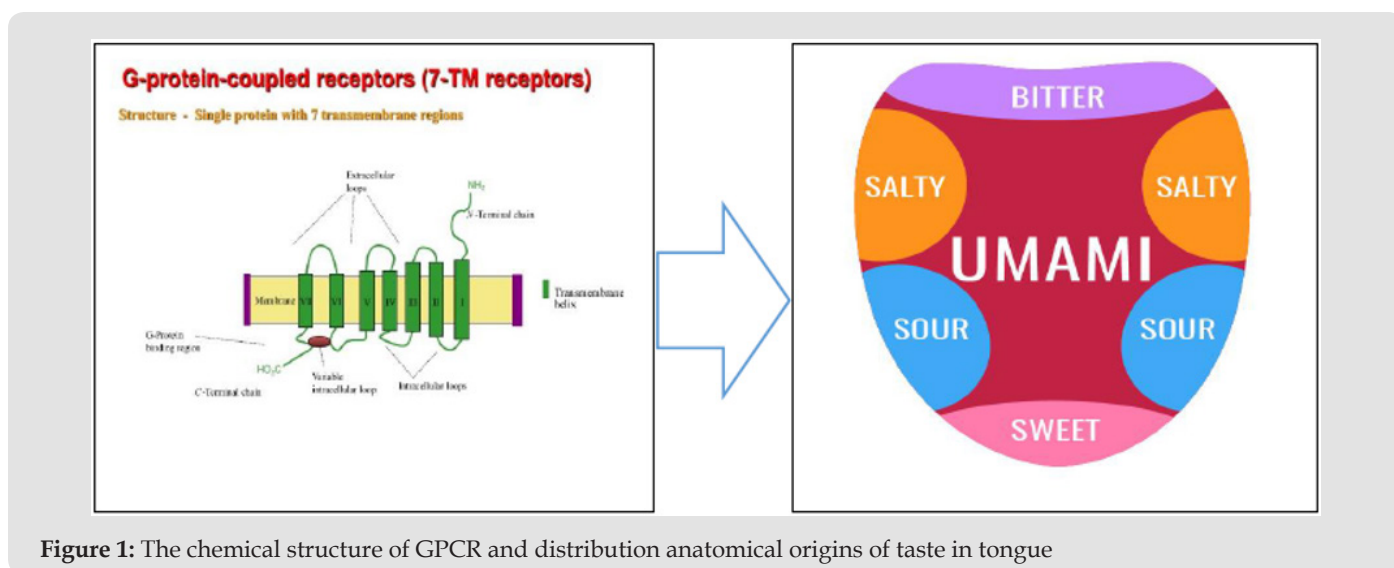 G-protein-coupled receptors (7-TM receptors)
Structure - Single protein with 7 transmembrane regions
Extracellular
loops
NH₂
N-Terminal chain
Membrane VII VI V IV III II I
Transmembrane
helix
G-Protein
binding region
HO₂C
Variable
intracellular loop
Intracellular loops
C-Terminal chain
BITTER
SALTY SALTY
UMAMI
SOUR SOUR
SWEET
Figure 1: The chemical structure of GPCR and distribution anatomical origins of taste in tongue